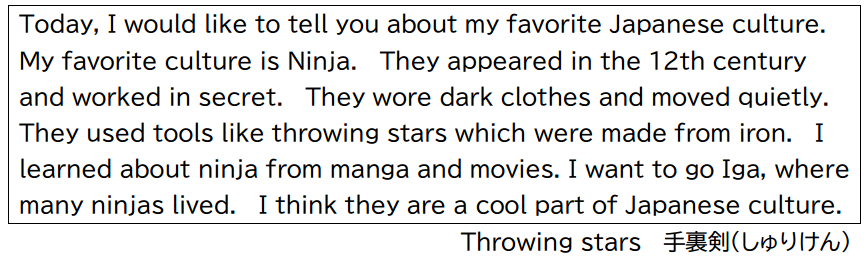 Today, I would like to tell you about my favorite Japanese culture.
My favorite culture is Ninja.   They appeared in the 12th century
and worked in secret.   They wore dark clothes and moved quietly.
They used tools like throwing stars which were made from iron.   I
learned about ninja from manga and movies. I want to go Iga, where
many ninjas lived.   I think they are a cool part of Japanese culture.
Throwing stars　手裏剣(しゅりけん)